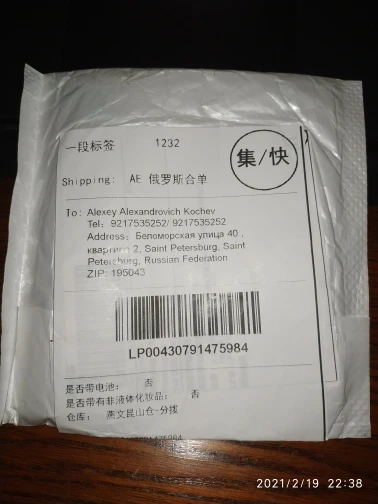 一段标签 1232
集/快
Shipping: AE 俄罗斯合单
To: Alexey Alexandrovich Kochev
Tel: 9217535252/ 9217535252
Address: Беломорская улица 40 ,
квартира 2, Saint Petersburg, Saint
Petersburg, Russian Federation
ZIP: 195043
LP00430791475984
是否带电池: 否
是否带有非液体化妆品: 否
仓库: 燕文昆山仓-分拨
2021/2/19 22:38